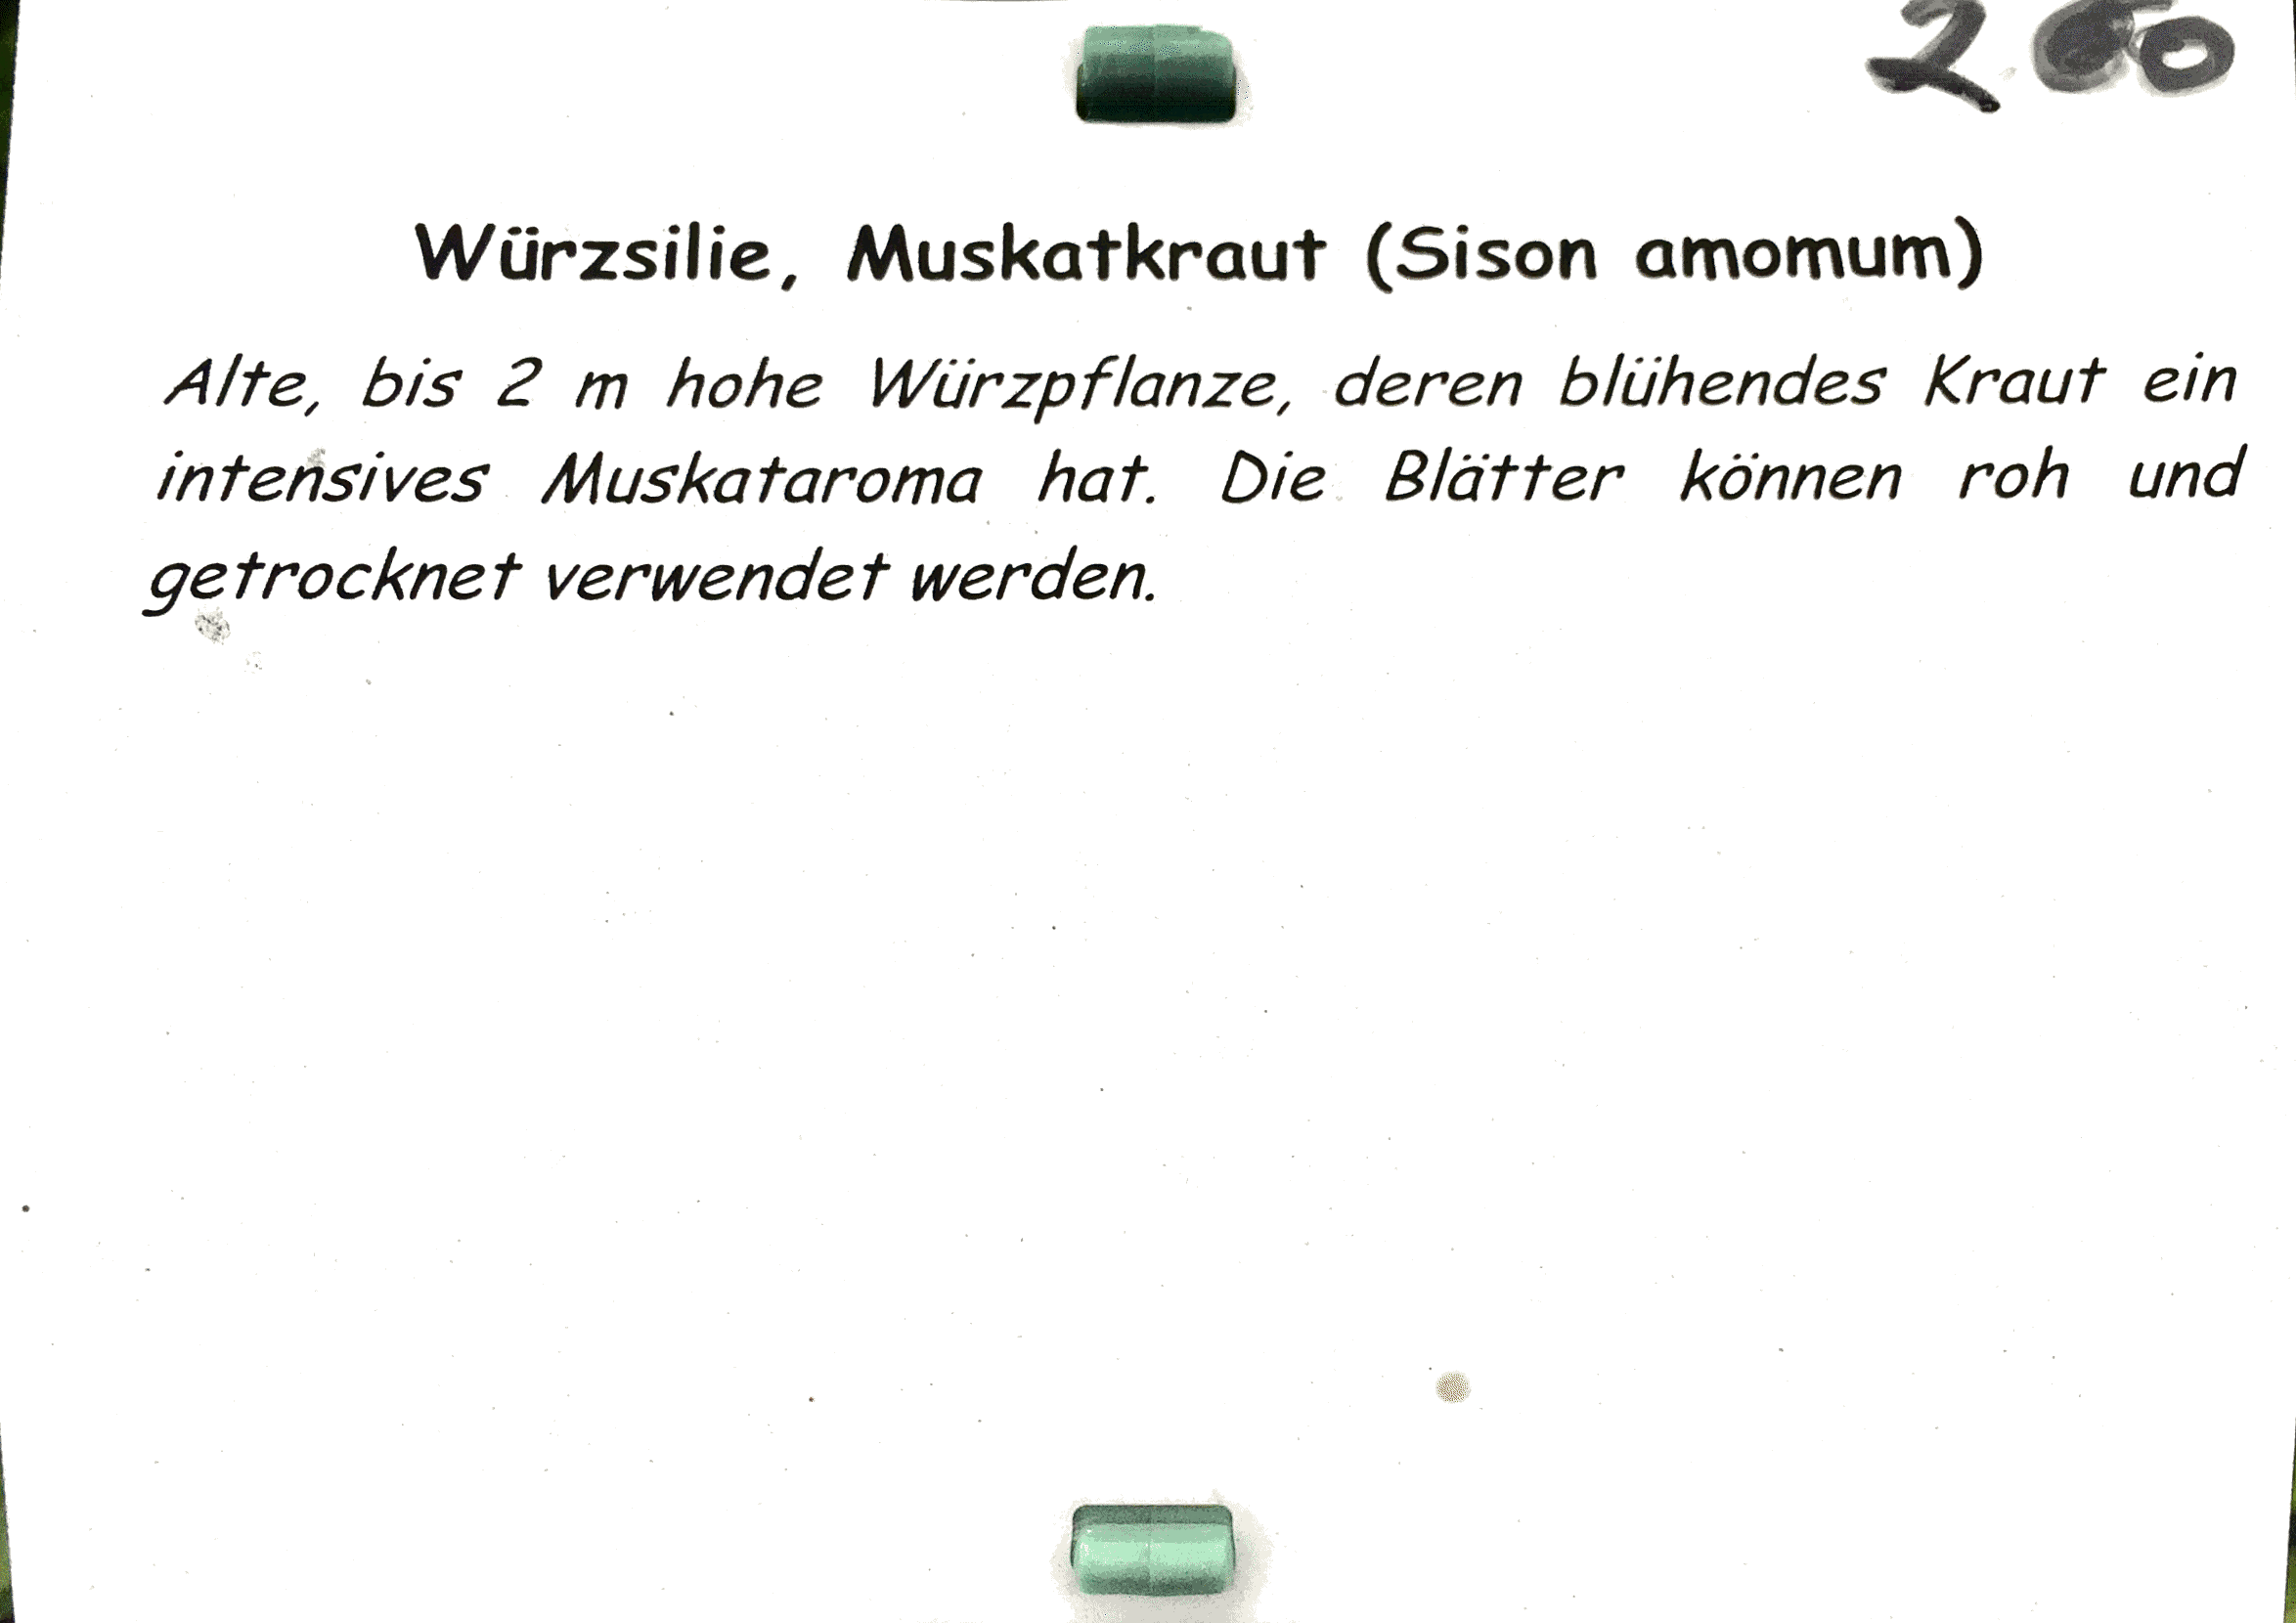 Würzsilie, Muskatkraut (Sison amomum)
Alte, bis 2 m hohe Würzpflanze, deren blühendes Kraut ein
intensives Muskataroma hat. Die Blätter können roh und
getrocknet verwendet werden.